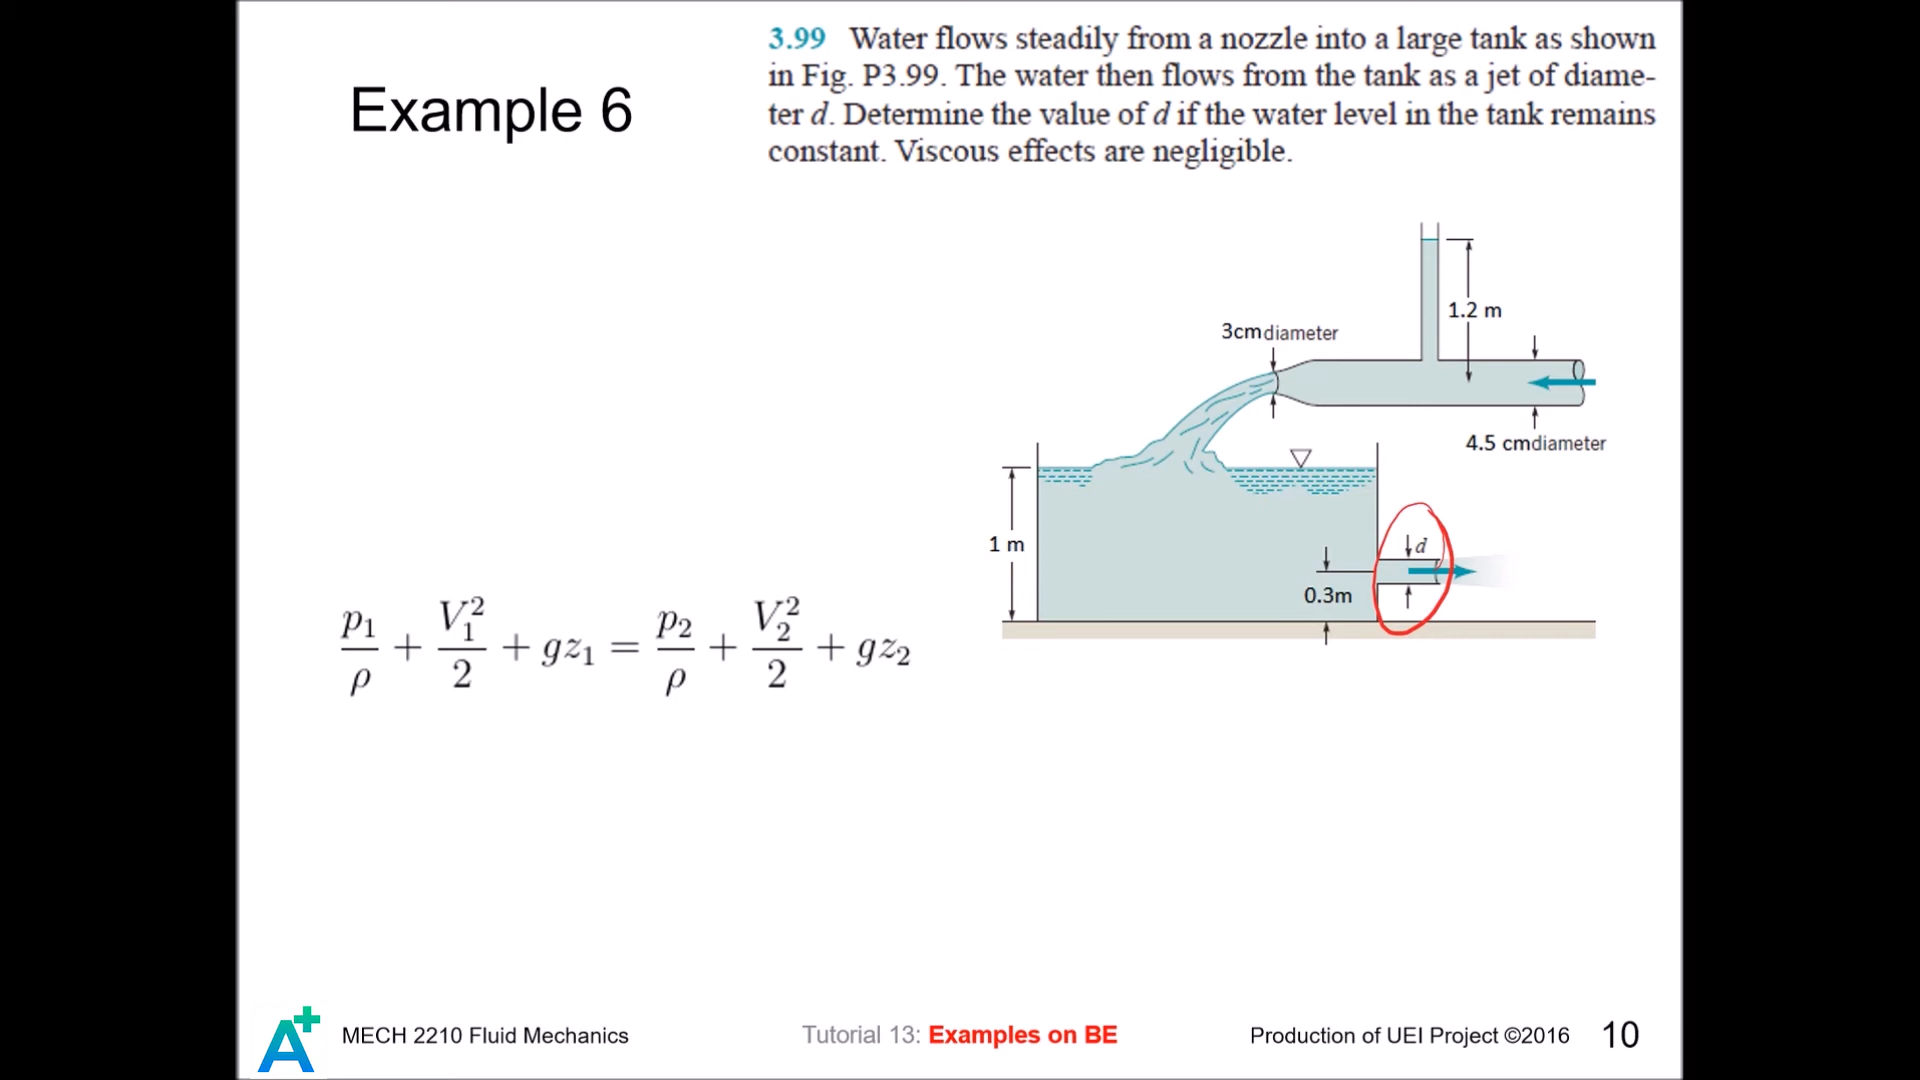 Example 6
3.99 Water flows steadily from a nozzle into a large tank as shown
in Fig. P3.99. The water then flows from the tank as a jet of diame-
ter d. Determine the value of d if the water level in the tank remains
constant. Viscous effects are negligible.
1.2 m
3cm diameter
4.5 cm diameter
1 m
d
0.3m
p₁/ρ + V₁²/2 + gz₁ = p₂/ρ + V₂²/2 + gz₂
A+
MECH 2210 Fluid Mechanics
Tutorial 13: Examples on BE
Production of UEI Project ©2016
10